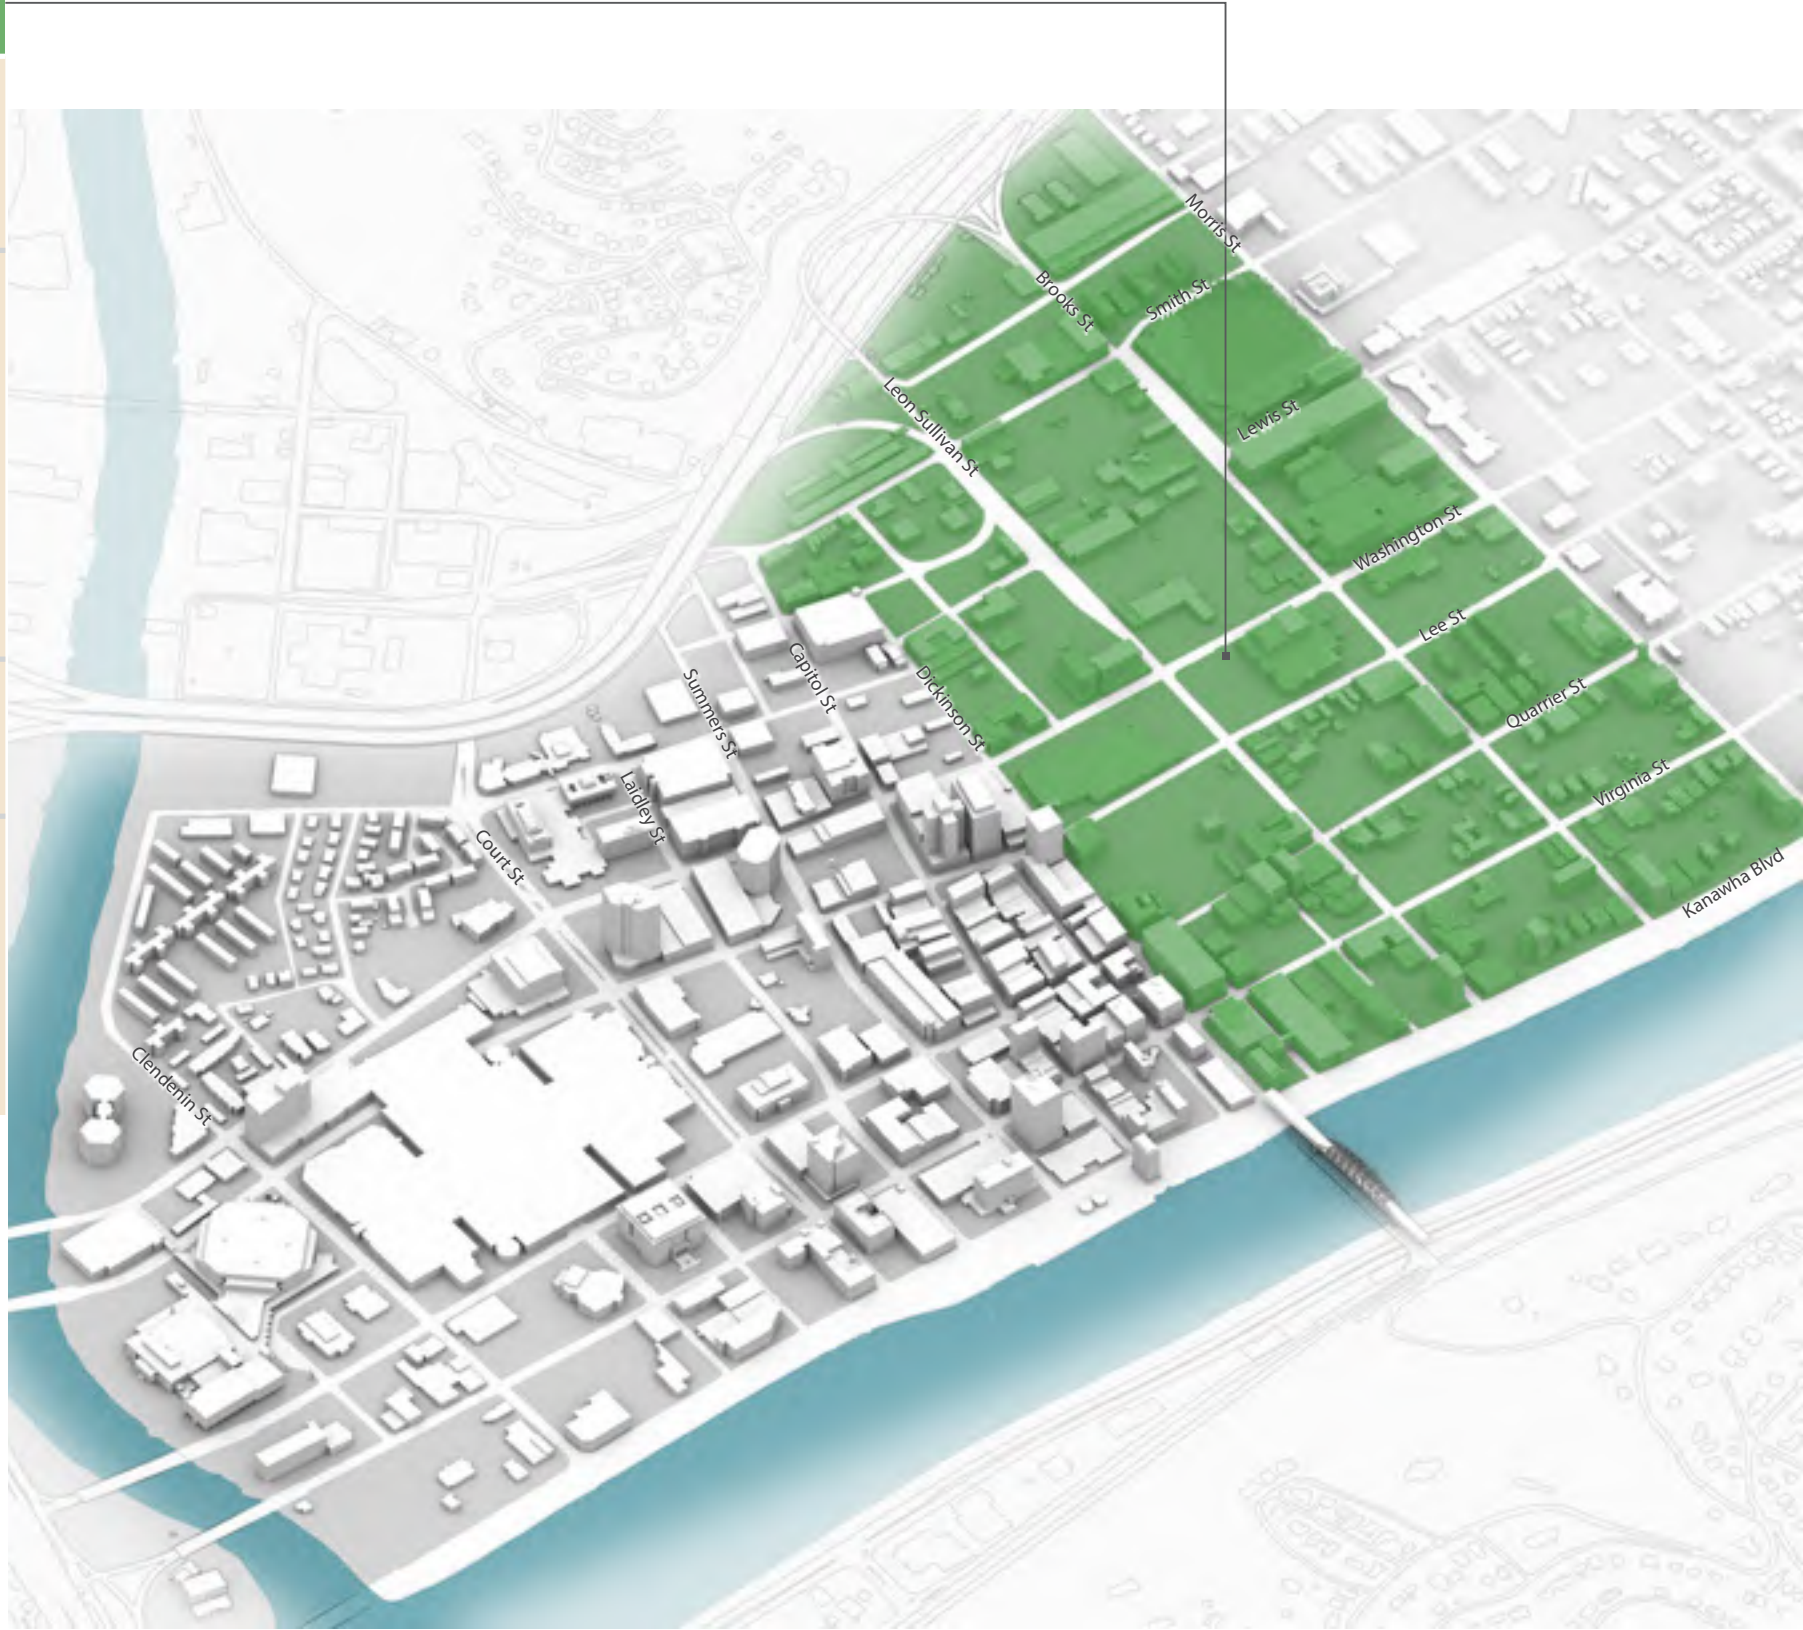 Morris St
Brooks St
Smith St
Leon Sullivan St
Lewis St
Washington St
Lee St
Capitol St
Summers St
Dickinson St
Quarrier St
Laidley St
Virginia St
Court St
Kanawha Blvd
Clendenin St